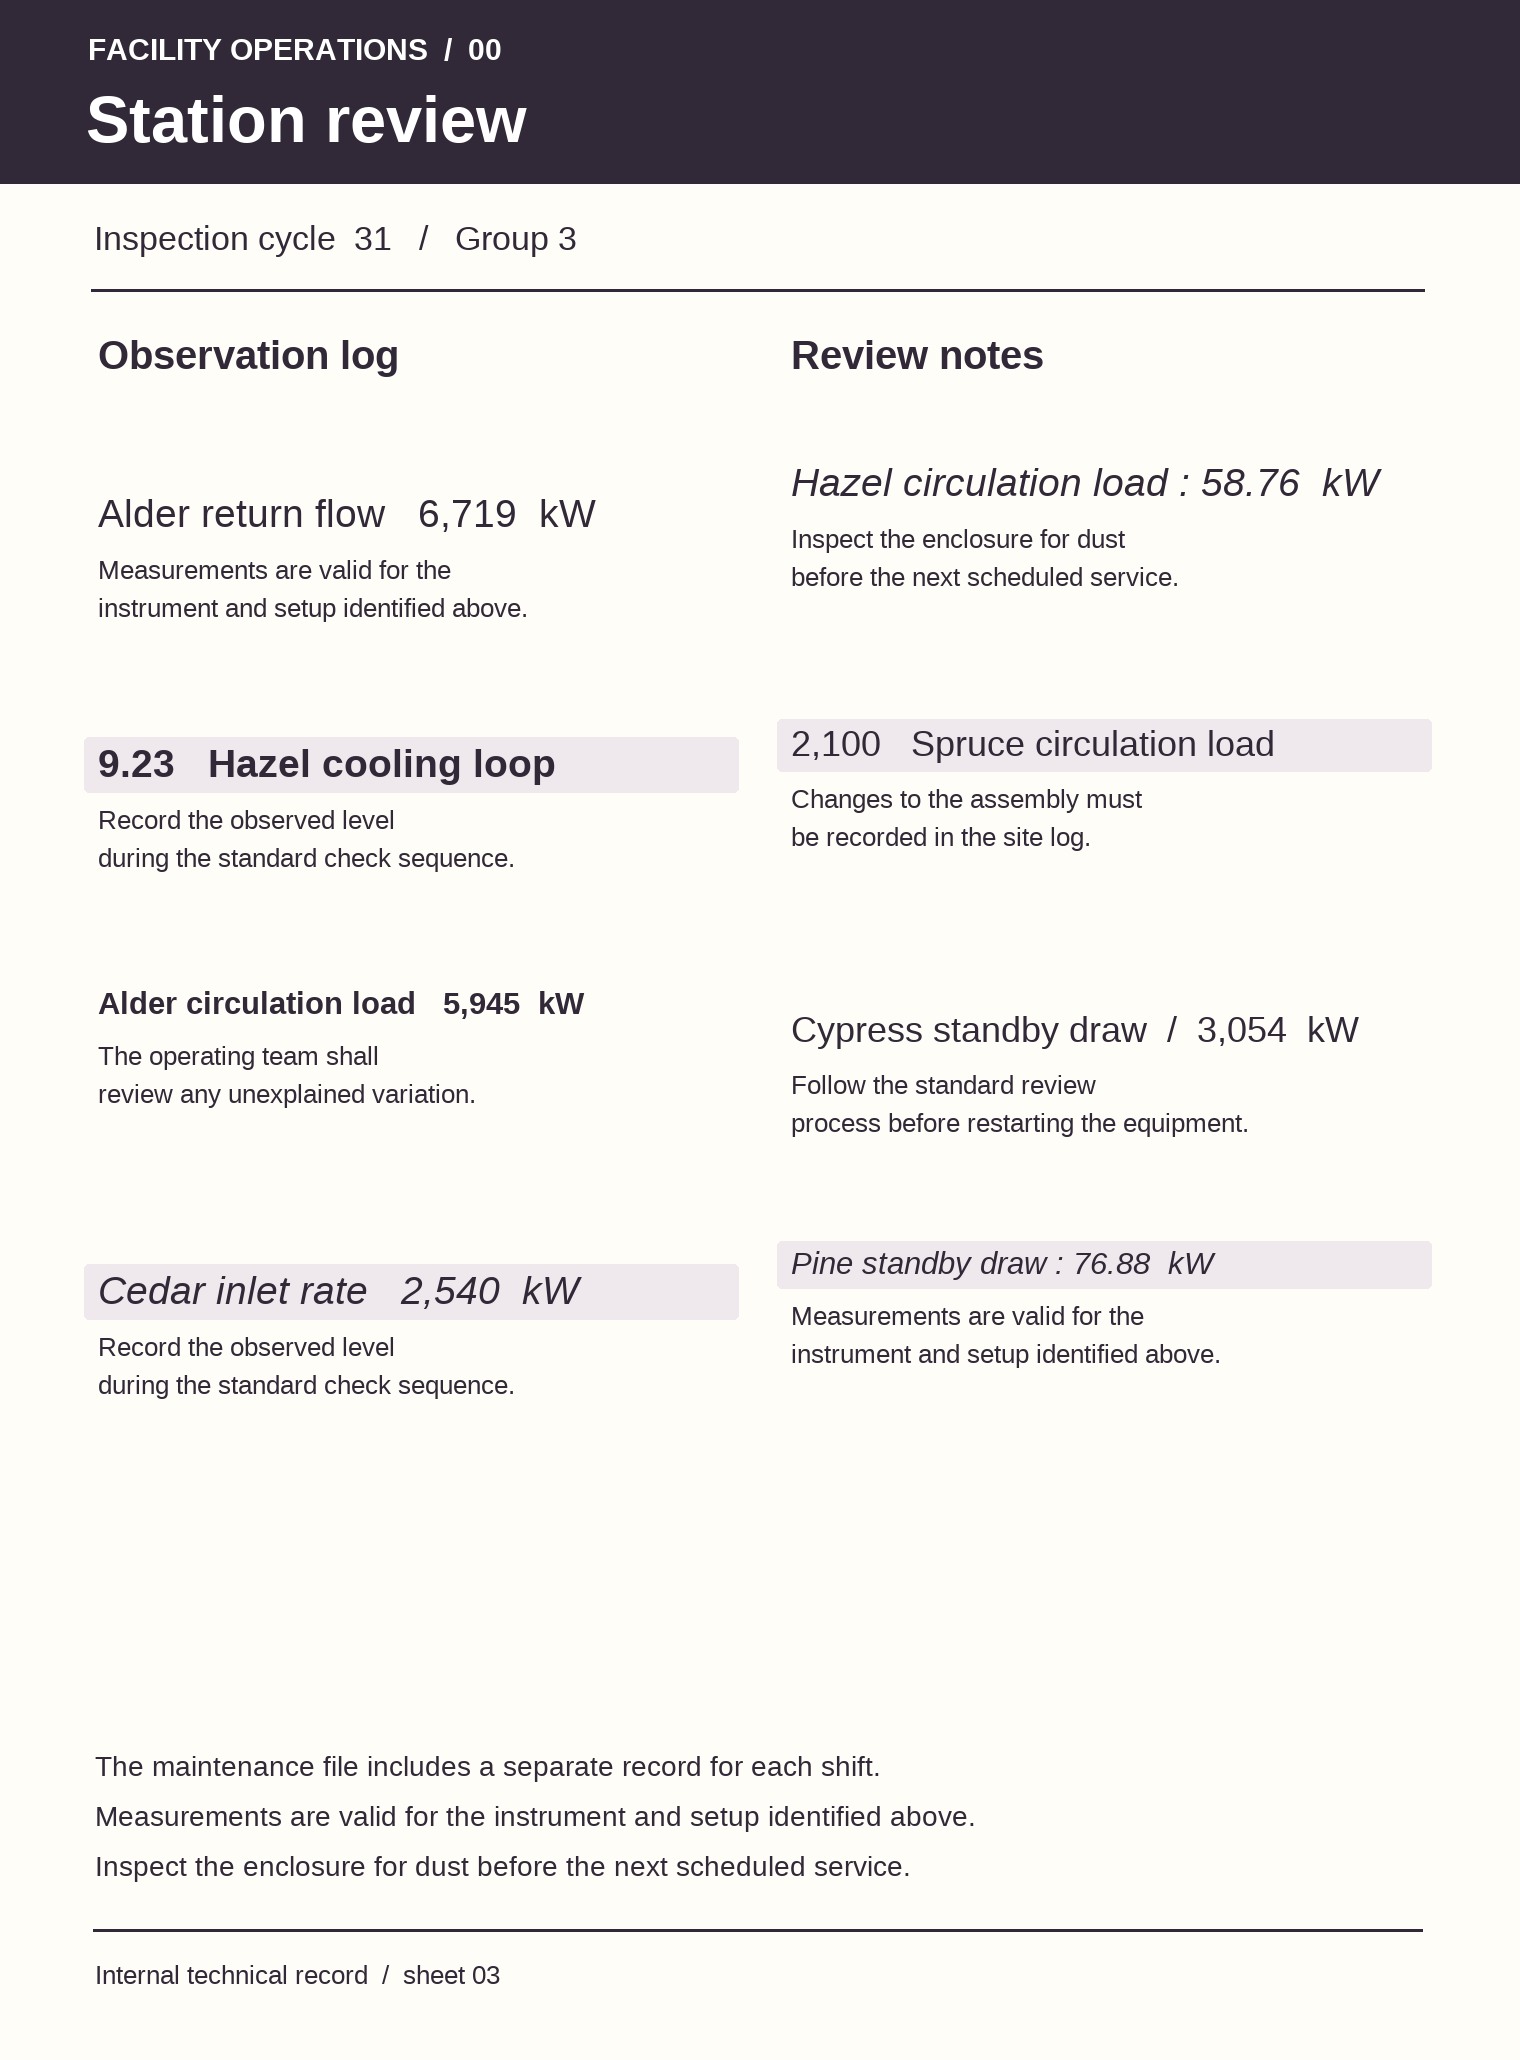 FACILITY OPERATIONS / 00
Station review
Inspection cycle 31 / Group 3
Observation log
Alder return flow 6,719 kW
Measurements are valid for the
instrument and setup identified above.
9.23 Hazel cooling loop
Record the observed level
during the standard check sequence.
Alder circulation load 5,945 kW
The operating team shall
review any unexplained variation.
Cedar inlet rate 2,540 kW
Record the observed level
during the standard check sequence.
Review notes
Hazel circulation load : 58.76 kW
Inspect the enclosure for dust
before the next scheduled service.
2,100 Spruce circulation load
Changes to the assembly must
be recorded in the site log.
Cypress standby draw / 3,054 kW
Follow the standard review
process before restarting the equipment.
Pine standby draw : 76.88 kW
Measurements are valid for the
instrument and setup identified above.
The maintenance file includes a separate record for each shift.
Measurements are valid for the instrument and setup identified above.
Inspect the enclosure for dust before the next scheduled service.
Internal technical record / sheet 03